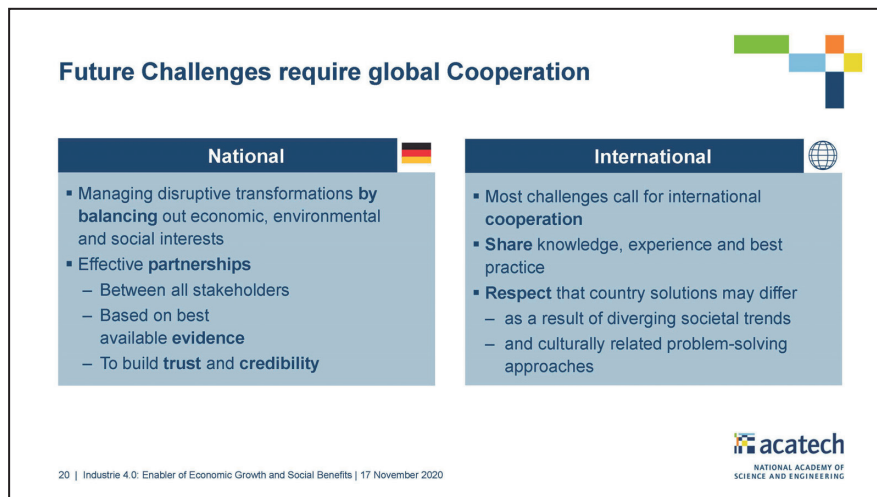 Future Challenges require global Cooperation
National
▪ Managing disruptive transformations by
balancing out economic, environmental
and social interests
▪ Effective partnerships
– Between all stakeholders
– Based on best
available evidence
– To build trust and credibility
International
▪ Most challenges call for international
cooperation
▪ Share knowledge, experience and best
practice
▪ Respect that country solutions may differ
– as a result of diverging societal trends
– and culturally related problem-solving
approaches
20 | Industrie 4.0: Enabler of Economic Growth and Social Benefits | 17 November 2020
acatech
NATIONAL ACADEMY OF
SCIENCE AND ENGINEERING